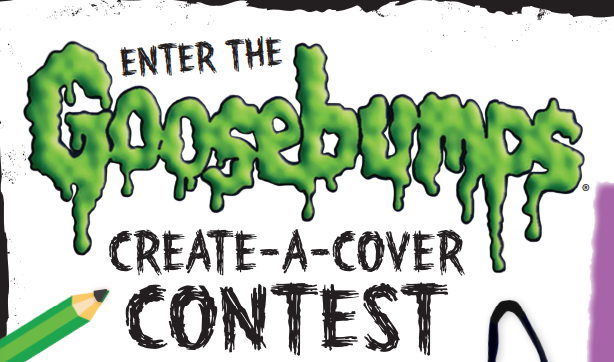 ENTER THE
Goosebumps®
CREATE-A-COVER
CONTEST